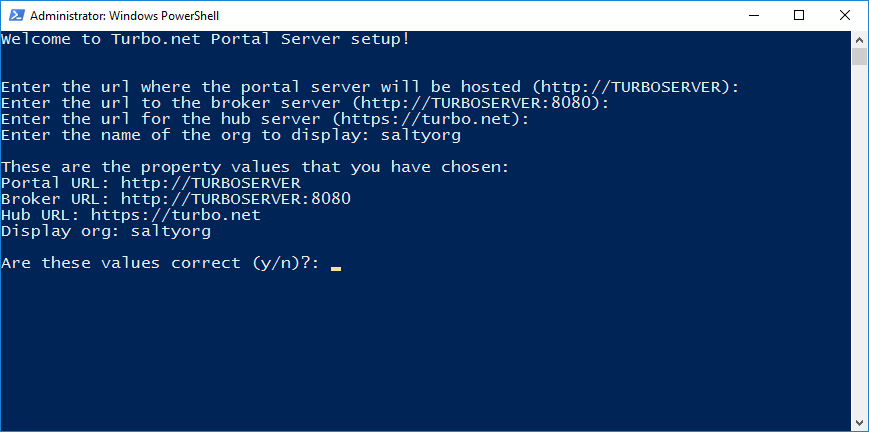 Administrator: Windows PowerShell
Welcome to Turbo.net Portal Server setup!
Enter the url where the portal server will be hosted (http://TURBOSERVER):
Enter the url to the broker server (http://TURBOSERVER:8080):
Enter the url for the hub server (https://turbo.net):
Enter the name of the org to display: saltyorg
These are the property values that you have chosen:
Portal URL: http://TURBOSERVER
Broker URL: http://TURBOSERVER:8080
Hub URL: https://turbo.net
Display org: saltyorg
Are these values correct (y/n)?: